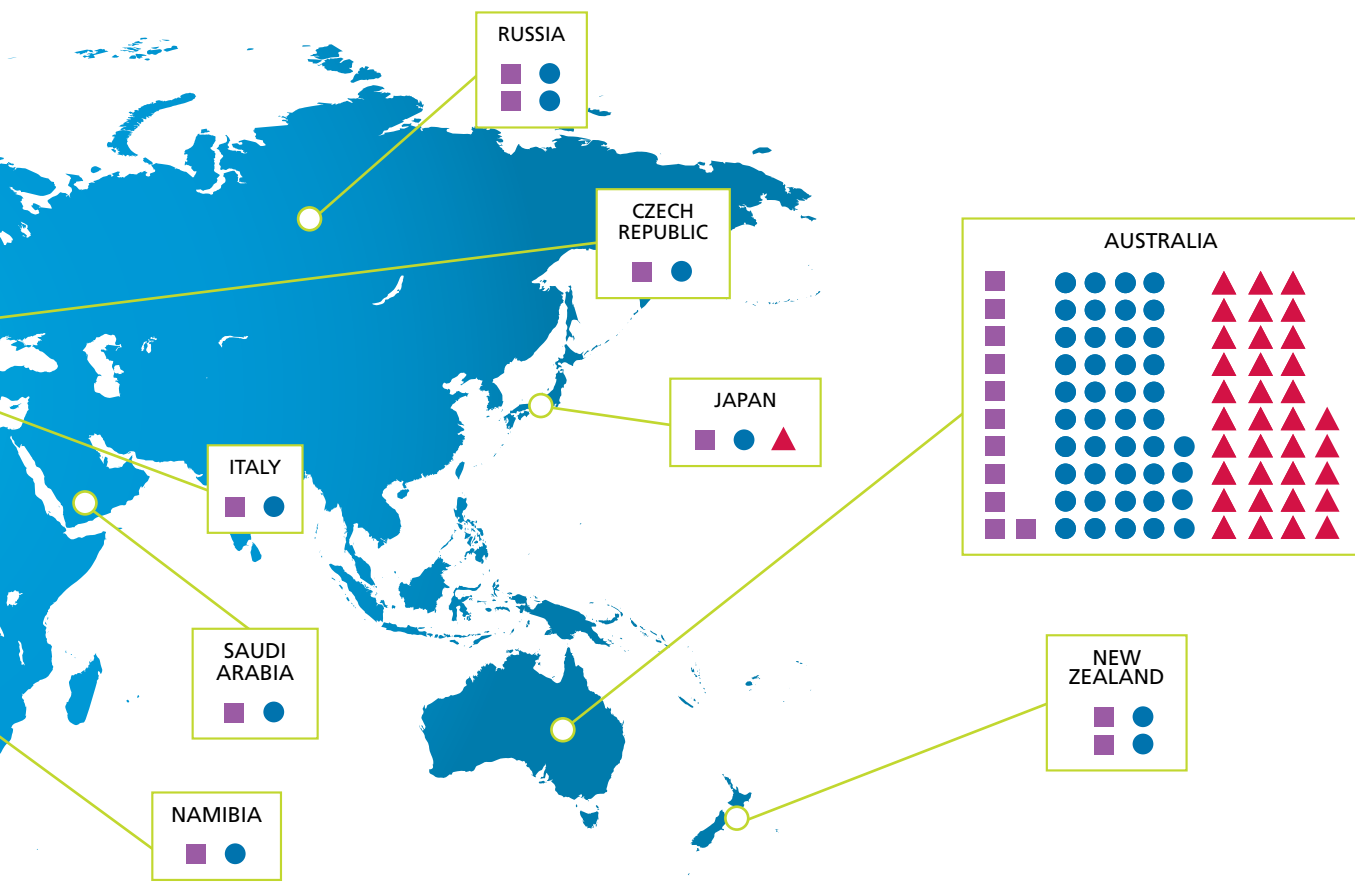 RUSSIA
CZECH
REPUBLIC
AUSTRALIA
JAPAN
ITALY
SAUDI
ARABIA
NEW
ZEALAND
NAMIBIA